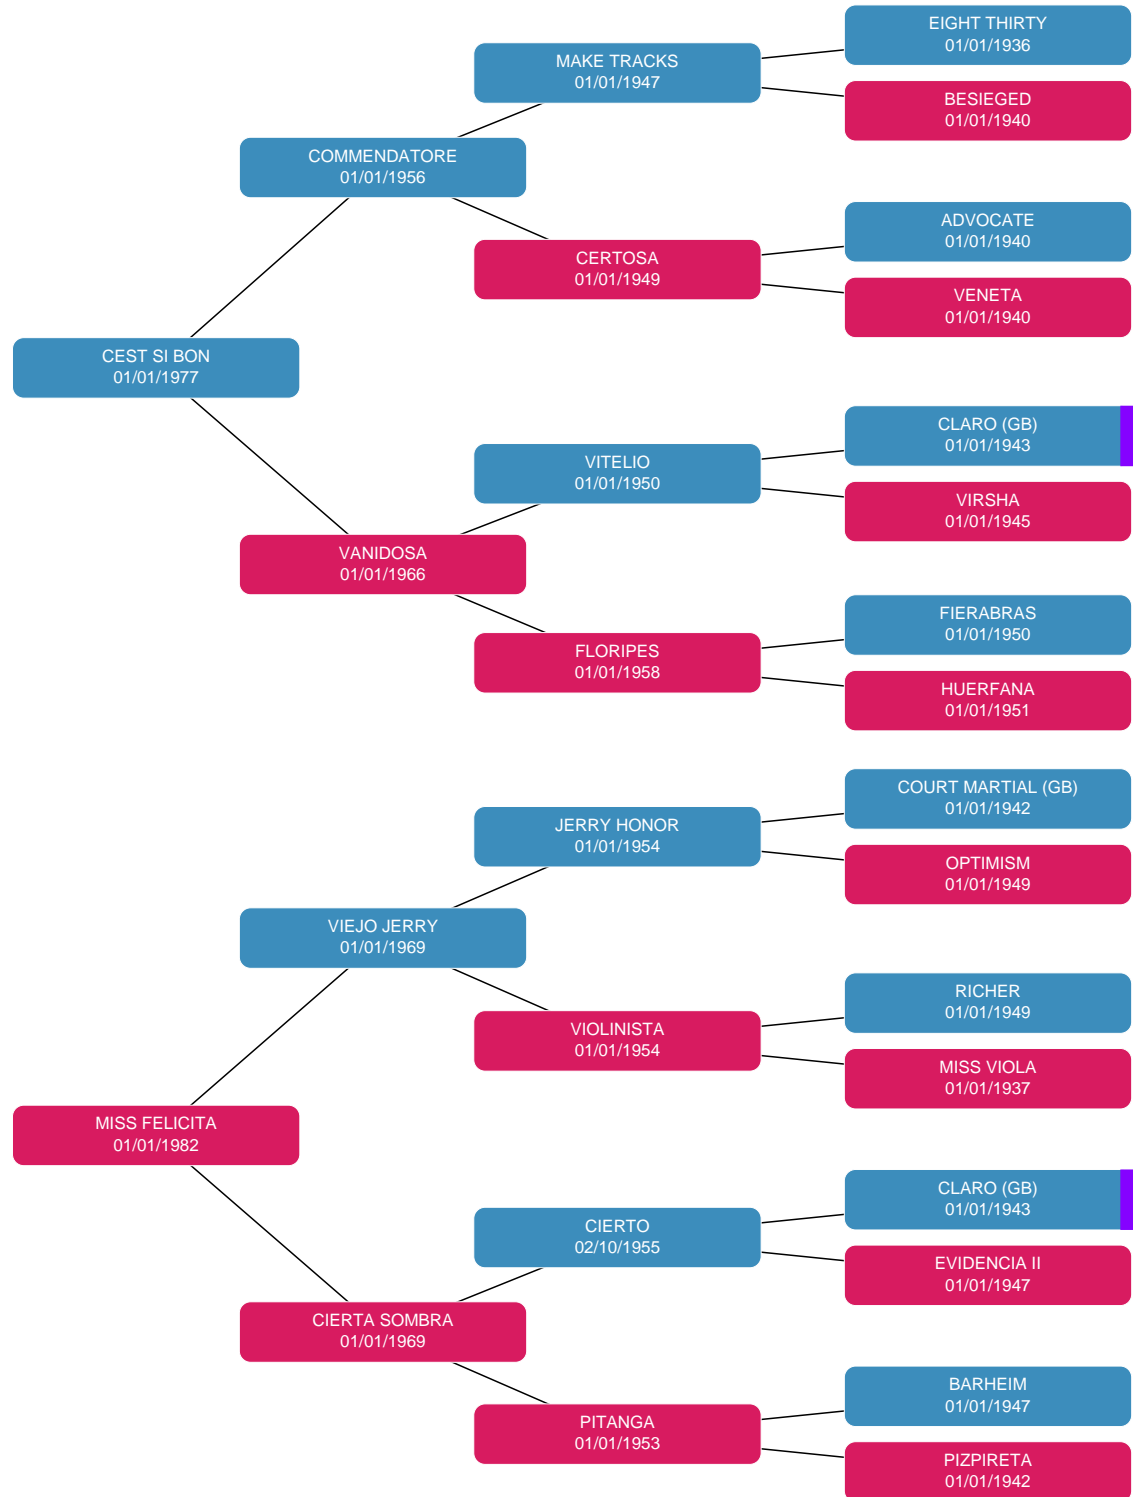 EIGHT THIRTY
01/01/1936
MAKE TRACKS
01/01/1947
BESIEGED
01/01/1940
COMMENDATORE
01/01/1956
ADVOCATE
01/01/1940
CERTOSA
01/01/1949
VENETA
01/01/1940
CEST SI BON
01/01/1977
CLARO (GB)
01/01/1943
VITELIO
01/01/1950
VIRSHA
01/01/1945
VANIDOSA
01/01/1966
FIERABRAS
01/01/1950
FLORIPES
01/01/1958
HUERFANA
01/01/1951
COURT MARTIAL (GB)
01/01/1942
JERRY HONOR
01/01/1954
OPTIMISM
01/01/1949
VIEJO JERRY
01/01/1969
RICHER
01/01/1949
VIOLINISTA
01/01/1954
MISS VIOLA
01/01/1937
MISS FELICITA
01/01/1982
CLARO (GB)
01/01/1943
CIERTO
02/10/1955
EVIDENCIA II
01/01/1947
CIERTA SOMBRA
01/01/1969
BARHEIM
01/01/1947
PITANGA
01/01/1953
PIZPIRETA
01/01/1942